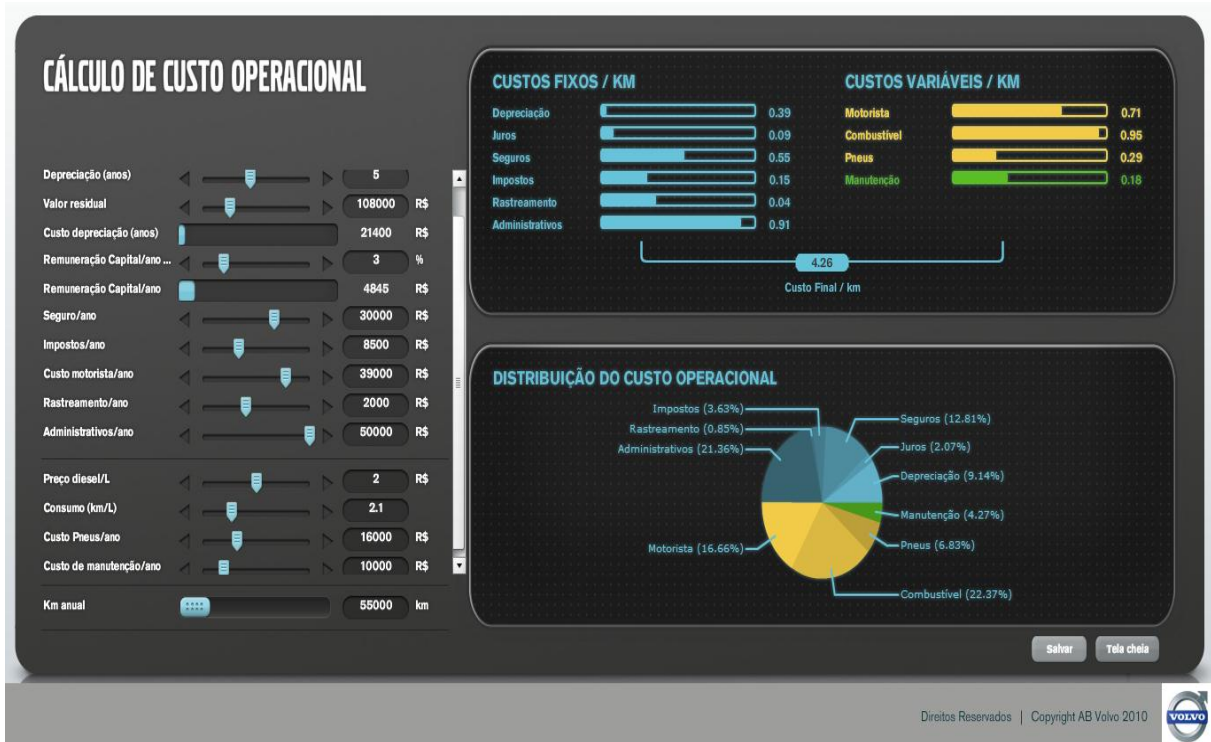 CÁLCULO DE CUSTO OPERACIONAL
Depreciação (anos) 5
Valor residual 108000 R$
Custo depreciação (anos) 21400 R$
Remuneração Capital/ano ... 3 %
Remuneração Capital/ano 4845 R$
Seguro/ano 30000 R$
Impostos/ano 8500 R$
Custo motorista/ano 39000 R$
Rastreamento/ano 2000 R$
Administrativos/ano 50000 R$
Preço diesel/L 2 R$
Consumo (km/L) 2.1
Custo Pneus/ano 16000 R$
Custo de manutenção/ano 10000 R$
Km anual 55000 km
CUSTOS FIXOS / KM
Depreciação 0.39
Juros 0.09
Seguros 0.55
Impostos 0.15
Rastreamento 0.04
Administrativos 0.91
CUSTOS VARIÁVEIS / KM
Motorista 0.71
Combustível 0.95
Pneus 0.29
Manutenção 0.18
4.26
Custo Final / km
DISTRIBUIÇÃO DO CUSTO OPERACIONAL
Impostos (3.63%)
Rastreamento (0.85%)
Administrativos (21.36%)
Motorista (16.66%)
Seguros (12.81%)
Juros (2.07%)
Depreciação (9.14%)
Manutenção (4.27%)
Pneus (6.83%)
Combustível (22.37%)
Salvar
Tela cheia
Direitos Reservados | Copyright AB Volvo 2010
VOLVO